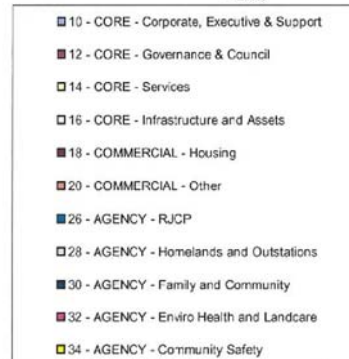 10 - CORE - Corporate, Executive & Support
12 - CORE - Governance & Council
14 - CORE - Services
16 - CORE - Infrastructure and Assets
18 - COMMERCIAL - Housing
20 - COMMERCIAL - Other
26 - AGENCY - RJCP
28 - AGENCY - Homelands and Outstations
30 - AGENCY - Family and Community
32 - AGENCY - Enviro Health and Landcare
34 - AGENCY - Community Safety